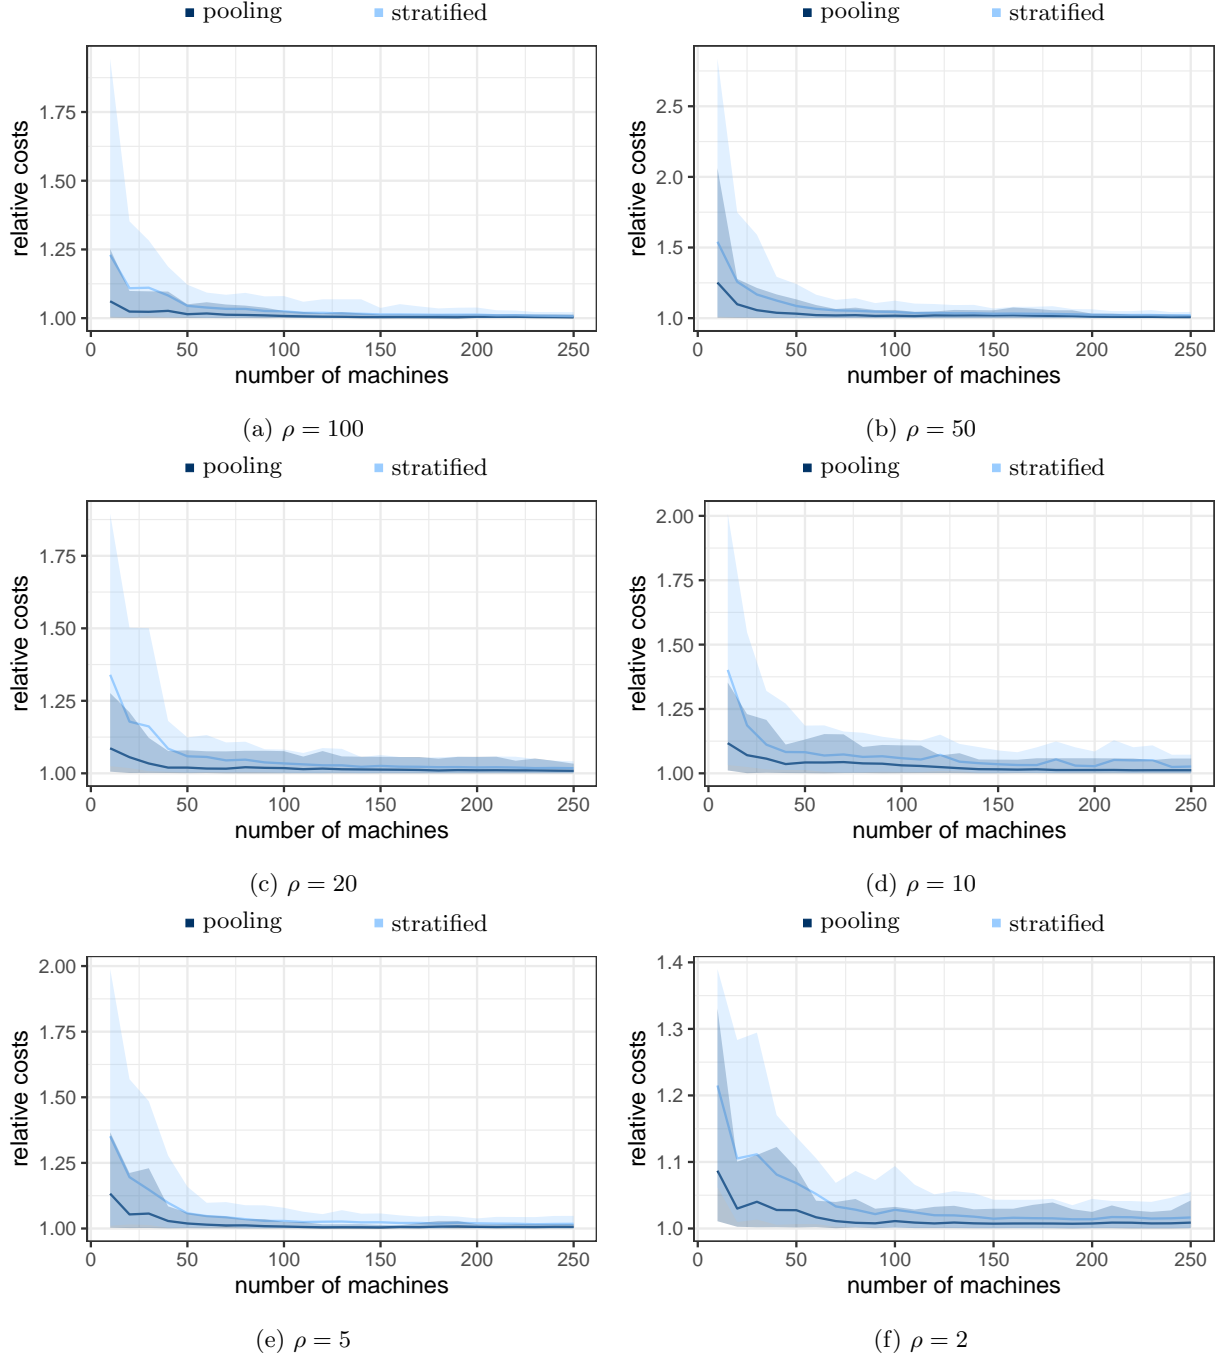 pooling stratified
pooling stratified
relative costs
1.75
1.50
1.25
1.00
0 50 100 150 200 250
number of machines
(a) ρ = 100
relative costs
2.5
2.0
1.5
1.0
0 50 100 150 200 250
number of machines
(b) ρ = 50
pooling stratified
pooling stratified
relative costs
1.75
1.50
1.25
1.00
0 50 100 150 200 250
number of machines
(c) ρ = 20
relative costs
2.00
1.75
1.50
1.25
1.00
0 50 100 150 200 250
number of machines
(d) ρ = 10
pooling stratified
pooling stratified
relative costs
2.00
1.75
1.50
1.25
1.00
0 50 100 150 200 250
number of machines
(e) ρ = 5
relative costs
1.4
1.3
1.2
1.1
1.0
0 50 100 150 200 250
number of machines
(f) ρ = 2